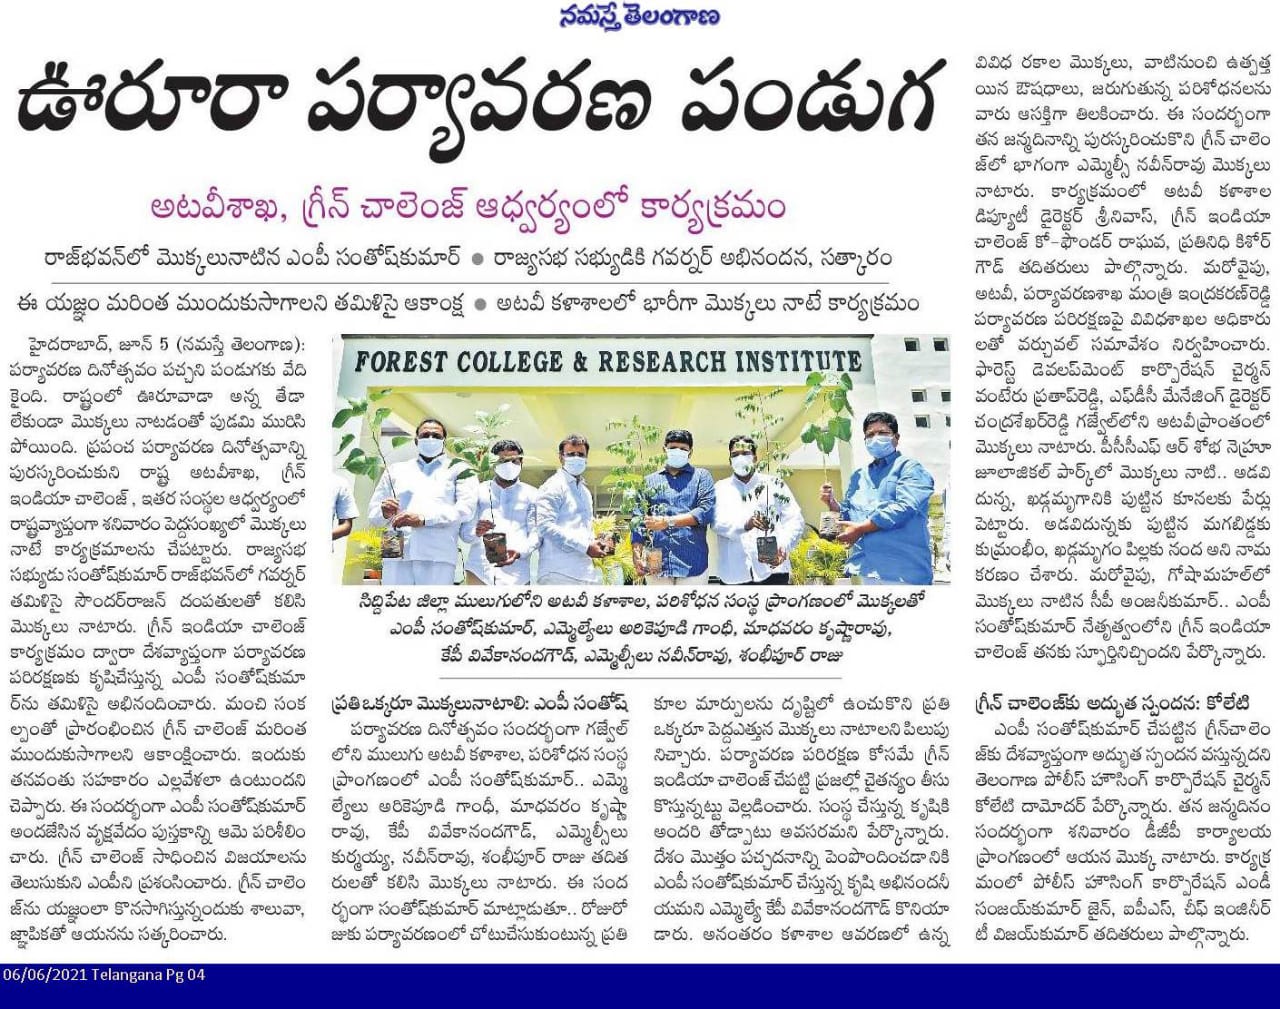 నమస్తే తెలంగాణ
ఊరూరా పర్యావరణ పండుగ
అటవీశాఖ, గ్రీన్ చాలెంజ్ ఆధ్వర్యంలో కార్యక్రమం
రాజ్‌భవన్‌లో మొక్కలునాటిన ఎంపీ సంతోష్‌కుమార్ ● రాజ్యసభ సభ్యుడికి గవర్నర్ అభినందన, సత్కారం
ఈ యజ్ఞం మరింత ముందుకుసాగాలని తమిళిసై ఆకాంక్ష ● అటవీ కళాశాలలో భారీగా మొక్కలు నాటే కార్యక్రమం
హైదరాబాద్, జూన్ 5 (నమస్తే తెలంగాణ):
పర్యావరణ దినోత్సవం పచ్చని పండుగకు వేది
కైంది. రాష్ట్రంలో ఊరూవాడా అన్న తేడా
లేకుండా మొక్కలు నాటడంతో పుడమి మురిసి
పోయింది. ప్రపంచ పర్యావరణ దినోత్సవాన్ని
పురస్కరించుకుని రాష్ట్ర అటవీశాఖ, గ్రీన్
ఇండియా చాలెంజ్, ఇతర సంస్థల ఆధ్వర్యంలో
రాష్ట్రవ్యాప్తంగా శనివారం పెద్దసంఖ్యలో మొక్కలు
నాటే కార్యక్రమాలను చేపట్టారు. రాజ్యసభ
సభ్యుడు సంతోష్‌కుమార్ రాజ్‌భవన్‌లో గవర్నర్
తమిళిసై సౌందర్‌రాజన్ దంపతులతో కలిసి
మొక్కలు నాటారు. గ్రీన్ ఇండియా చాలెంజ్
కార్యక్రమం ద్వారా దేశవ్యాప్తంగా పర్యావరణ
పరిరక్షణకు కృషిచేస్తున్న ఎంపీ సంతోష్‌కుమా
ర్‌ను తమిళిసై అభినందించారు. మంచి సంక
ల్పంతో ప్రారంభించిన గ్రీన్ చాలెంజ్ మరింత
ముందుకుసాగాలని ఆకాంక్షించారు. ఇందుకు
తనవంతు సహకారం ఎల్లవేళలా ఉంటుందని
చెప్పారు. ఈ సందర్భంగా ఎంపీ సంతోష్‌కుమార్
అందజేసిన వృక్షవేదం పుస్తకాన్ని ఆమె పరిశీలిం
చారు. గ్రీన్ చాలెంజ్ సాధించిన విజయాలను
తెలుసుకుని ఎంపీని ప్రశంసించారు. గ్రీన్ చాలెం
జ్‌ను యజ్ఞంలా కొనసాగిస్తున్నందుకు శాలువా,
జ్ఞాపికతో ఆయనను సత్కరించారు.
FOREST COLLEGE & RESEARCH INSTITUTE
సిద్దిపేట జిల్లా ములుగులోని అటవీ కళాశాల, పరిశోధన సంస్థ ప్రాంగణంలో మొక్కలతో
ఎంపీ సంతోష్‌కుమార్, ఎమ్మెల్యేలు అరికెపూడి గాంధీ, మాధవరం కృష్ణారావు,
కేపీ వివేకానందగౌడ్, ఎమ్మెల్సీలు నవీన్‌రావు, శంభీపూర్ రాజు
ప్రతి ఒక్కరూ మొక్కలునాటాలి: ఎంపీ సంతోష్
పర్యావరణ దినోత్సవం సందర్భంగా గజ్వేల్
లోని ములుగు అటవీ కళాశాల, పరిశోధన సంస్థ
ప్రాంగణంలో ఎంపీ సంతోష్‌కుమార్.. ఎమ్మె
ల్యేలు అరికెపూడి గాంధీ, మాధవరం కృష్ణా
రావు, కేపీ వివేకానందగౌడ్, ఎమ్మెల్సీలు
కుర్మయ్య, నవీన్‌రావు, శంభీపూర్ రాజు తదిత
రులతో కలిసి మొక్కలు నాటారు. ఈ సంద
ర్భంగా సంతోష్‌కుమార్ మాట్లాడుతూ.. రోజురో
జుకు పర్యావరణంలో చోటుచేసుకుంటున్న ప్రతి
కూల మార్పులను దృష్టిలో ఉంచుకొని ప్రతి
ఒక్కరూ పెద్దఎత్తున మొక్కలు నాటాలని పిలుపు
నిచ్చారు. పర్యావరణ పరిరక్షణ కోసమే గ్రీన్
ఇండియా చాలెంజ్ చేపట్టి ప్రజల్లో చైతన్యం తీసు
కొస్తున్నట్టు వెల్లడించారు. సంస్థ చేస్తున్న కృషికి
అందరి తోడ్పాటు అవసరమని పేర్కొన్నారు.
దేశం మొత్తం పచ్చదనాన్ని పెంపొందించడానికి
ఎంపీ సంతోష్‌కుమార్ చేస్తున్న కృషి అభినందనీ
యమని ఎమ్మెల్యే కేపీ వివేకానందగౌడ్ కొనియా
డారు. అనంతరం కళాశాల ఆవరణలో ఉన్న
వివిధ రకాల మొక్కలు, వాటినుంచి ఉత్పత్త
యిన ఔషధాలు, జరుగుతున్న పరిశోధనలను
వారు ఆసక్తిగా తిలకించారు. ఈ సందర్భంగా
తన జన్మదినాన్ని పురస్కరించుకొని గ్రీన్ చాలెం
జ్‌లో భాగంగా ఎమ్మెల్సీ నవీన్‌రావు మొక్కలు
నాటారు. కార్యక్రమంలో అటవీ కళాశాల
డిప్యూటీ డైరెక్టర్ శ్రీనివాస్, గ్రీన్ ఇండియా
చాలెంజ్ కో-ఫౌండర్ రాఘవ, ప్రతినిధి కిశోర్
గౌడ్ తదితరులు పాల్గొన్నారు. మరోవైపు,
అటవీ, పర్యావరణశాఖ మంత్రి ఇంద్రకరణ్‌రెడ్డి
పర్యావరణ పరిరక్షణపై వివిధశాఖల అధికారు
లతో వర్చువల్ సమావేశం నిర్వహించారు.
ఫారెస్ట్ డెవలప్‌మెంట్ కార్పొరేషన్ చైర్మన్
వంటేరు ప్రతాప్‌రెడ్డి, ఎఫ్‌డీసీ మేనేజింగ్ డైరెక్టర్
చంద్రశేఖర్‌రెడ్డి గజ్వేల్‌లోని అటవీప్రాంతంలో
మొక్కలు నాటారు. పీసీసీఎఫ్ ఆర్ శోభ నెహ్రూ
జూలాజికల్ పార్క్‌లో మొక్కలు నాటి.. అడవి
దున్న, ఖడ్గమృగానికి పుట్టిన కూనలకు పేర్లు
పెట్టారు. అడవిదున్నకు పుట్టిన మగబిడ్డకు
కుమ్రంభీం, ఖడ్గమృగం పిల్లకు నంద అని నామ
కరణం చేశారు. మరోవైపు, గోషామహల్‌లో
మొక్కలు నాటిన సీపీ అంజనీకుమార్.. ఎంపీ
సంతోష్‌కుమార్ నేతృత్వంలోని గ్రీన్ ఇండియా
చాలెంజ్ తనకు స్ఫూర్తినిచ్చిందని పేర్కొన్నారు.
గ్రీన్ చాలెంజ్‌కు అద్భుత స్పందన: కోలేటి
ఎంపీ సంతోష్‌కుమార్ చేపట్టిన గ్రీన్‌చాలెం
జ్‌కు దేశవ్యాప్తంగా అద్భుత స్పందన వస్తున్నదని
తెలంగాణ పోలీస్ హౌసింగ్ కార్పొరేషన్ చైర్మన్
కోలేటి దామోదర్ పేర్కొన్నారు. తన జన్మదినం
సందర్భంగా శనివారం డీజీపీ కార్యాలయ
ప్రాంగణంలో ఆయన మొక్క నాటారు. కార్యక్ర
మంలో పోలీస్ హౌసింగ్ కార్పొరేషన్ ఎండీ
సంజయ్‌కుమార్ జైన్, ఐపీఎస్, చీఫ్ ఇంజినీర్
టీ విజయ్‌కుమార్ తదితరులు పాల్గొన్నారు.
06/06/2021 Telangana Pg 04